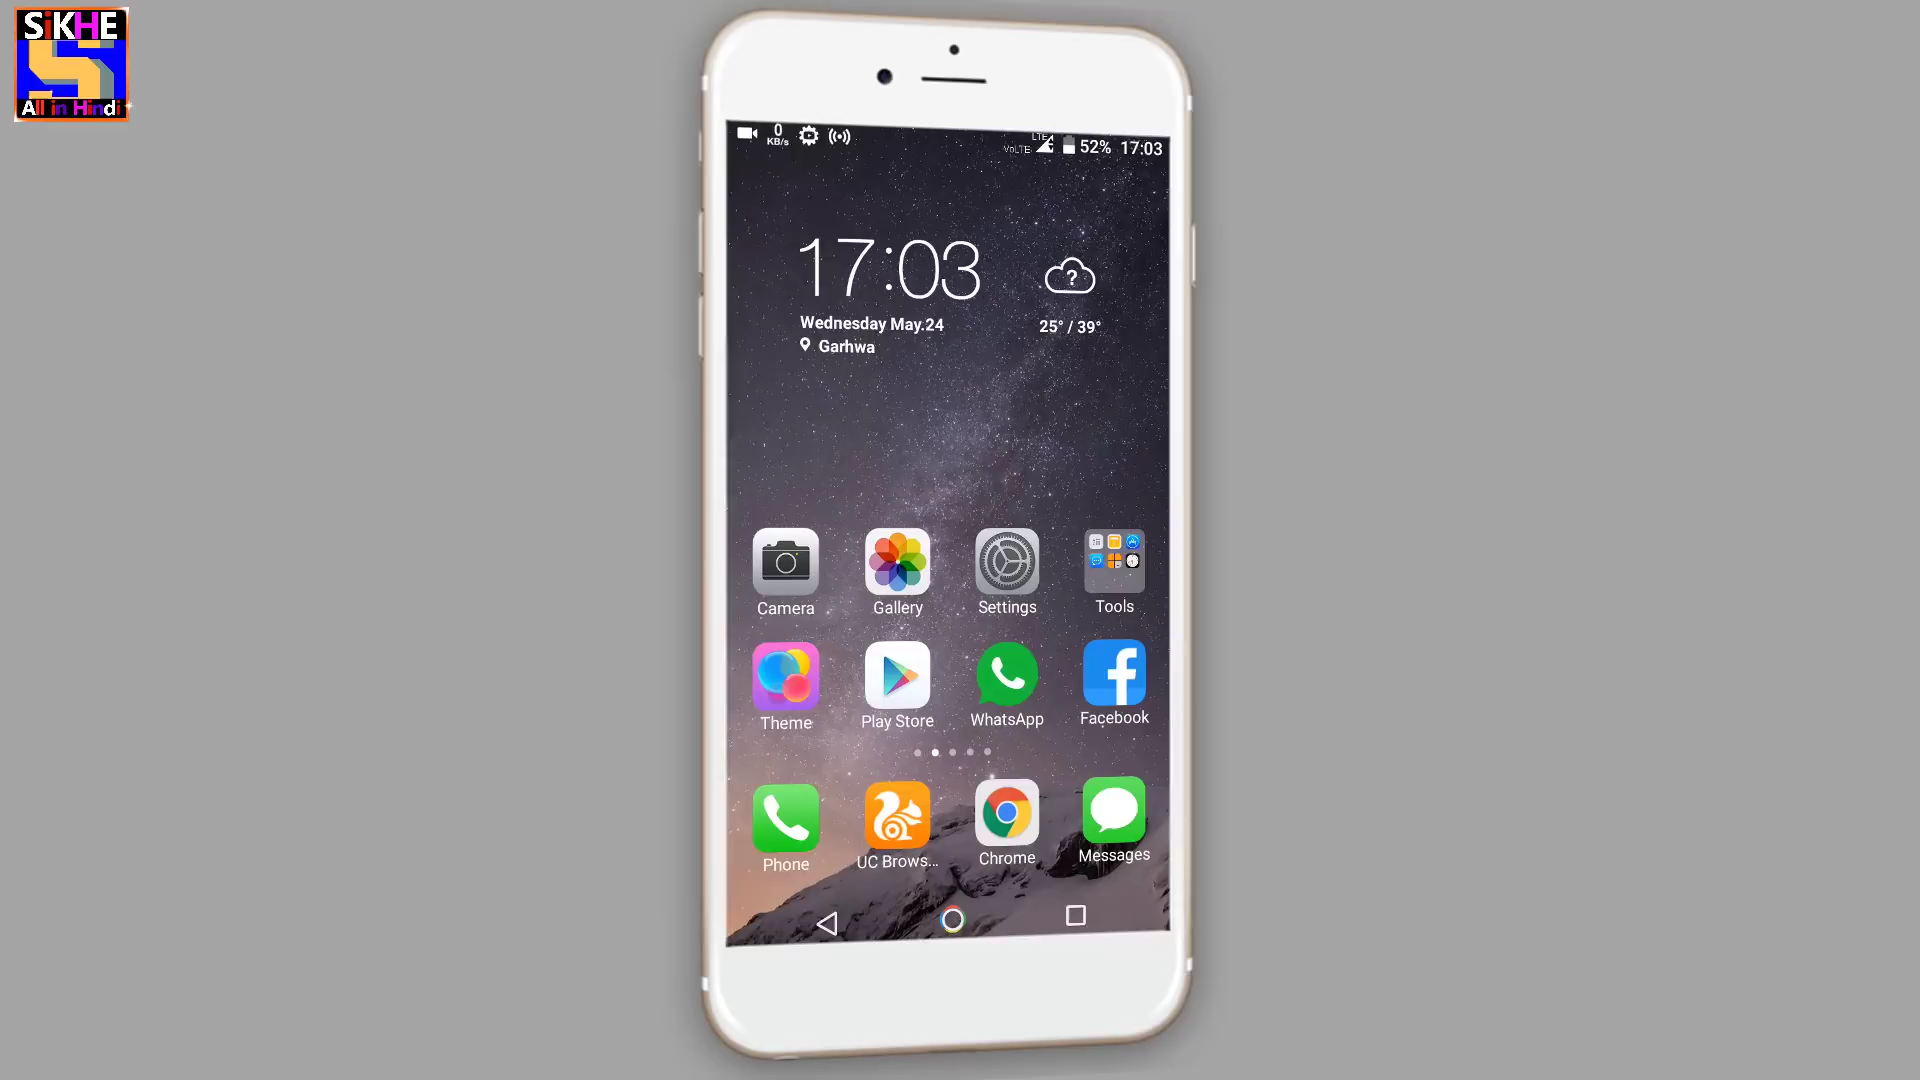 SiKHE
All in Hindi
0
KB/s
LTE
VoLTE
52% 17:03
17:03
?
Wednesday May.24
25° / 39°
Garhwa
Camera Gallery Settings Tools
Theme Play Store WhatsApp Facebook
Phone UC Brows... Chrome Messages